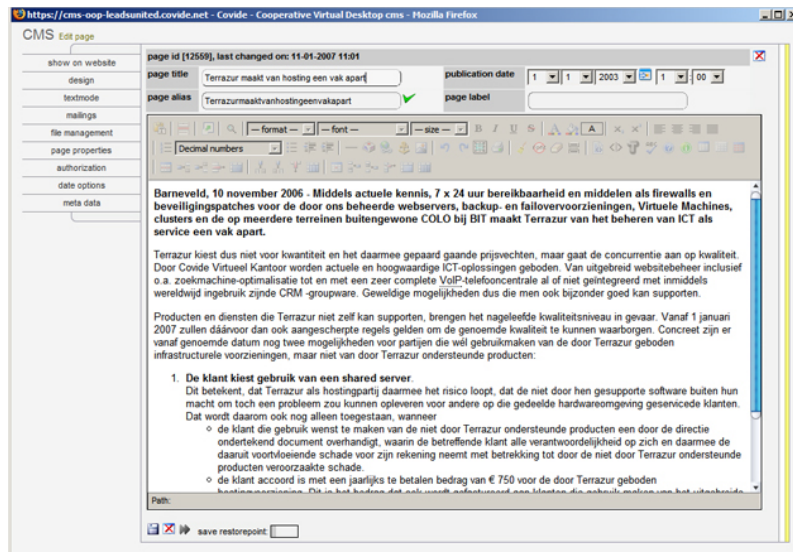 https://cms-oop-leadsunited.covide.net - Covide - Cooperative Virtual Desktop cms - Mozilla Firefox
CMS Edit page
show on website
design
textmode
mailings
file management
page properties
authorization
date options
meta data
page id [12559], last changed on: 11-01-2007 11:01
page title Terrazur maakt van hosting een vak apart publication date 1 1 2003 1 : 00
page alias Terrazurmaaktvanhostingeenvakapart page label
— format — — font — — size — B I U S A A
Decimal numbers
Barneveld, 10 november 2006 - Middels actuele kennis, 7 x 24 uur bereikbaarheid en middelen als firewalls en
beveiligingspatches voor de door ons beheerde webservers, backup- en failovervoorzieningen, Virtuele Machines,
clusters en de op meerdere terreinen buitengewone COLO bij BIT maakt Terrazur van het beheren van ICT als
service een vak apart.
Terrazur kiest dus niet voor kwantiteit en het daarmee gepaard gaande prijsvechten, maar gaat de concurrentie aan op kwaliteit.
Door Covide Virtueel Kantoor worden actuele en hoogwaardige ICT-oplossingen geboden. Van uitgebreid websitebeheer inclusief
o.a. zoekmachine-optimalisatie tot en met een zeer complete VoIP-telefooncentrale al of niet geïntegreerd met inmiddels
wereldwijd ingebruik zijnde CRM -groupware. Geweldige mogelijkheden dus die men ook bijzonder goed kan supporten.
Producten en diensten die Terrazur niet zelf kan supporten, brengen het nageleefde kwaliteitsniveau in gevaar. Vanaf 1 januari
2007 zullen dáárvoor dan ook aangescherpte regels gelden om de genoemde kwaliteit te kunnen waarborgen. Concreet zijn er
vanaf genoemde datum nog twee mogelijkheden voor partijen die wél gebruikmaken van de door Terrazur geboden
infrastructurele voorzieningen, maar niet van door Terrazur ondersteunde producten:
1. De klant kiest gebruik van een shared server.
Dit betekent, dat Terrazur als hostingpartij daarmee het risico loopt, dat de niet door hen gesupporte software buiten hun
macht om toch een probleem zou kunnen opleveren voor andere op die gedeelde hardwareomgeving geservicede klanten.
Dat wordt daarom ook nog alleen toegestaan, wanneer
de klant die gebruik wenst te maken van de niet door Terrazur ondersteunde producten een door de directie
ondertekend document overhandigt, waarin de betreffende klant alle verantwoordelijkheid op zich en daarmee de
daaruit voortvloeiende schade voor zijn rekening neemt met betrekking tot door de niet door Terrazur ondersteunde
producten veroorzaakte schade.
de klant accoord is met een jaarlijks te betalen bedrag van € 750 voor de door Terrazur geboden
hostingvoorziening. Dit is het bedrag dat ook wordt gefactureerd aan klanten die gebruik maken van het uitgebreide
Path:
save restorepoint: